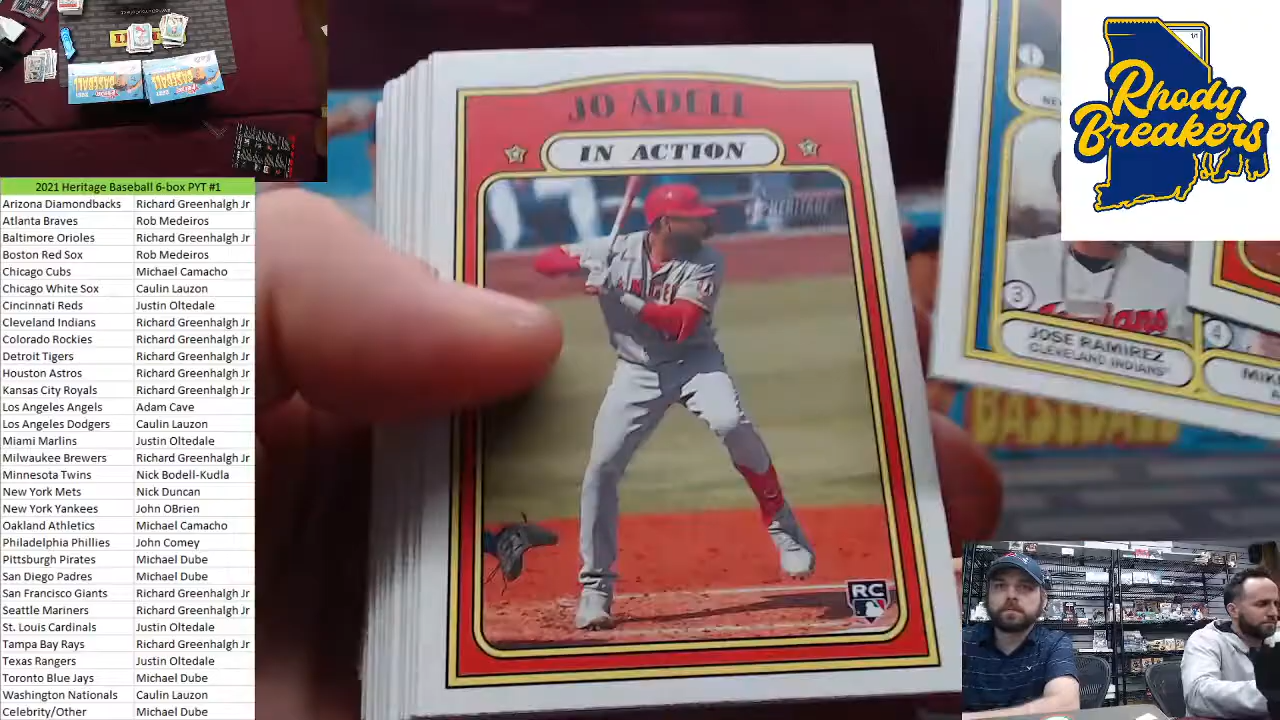 2021 Heritage Baseball 6-box PYT #1
Arizona Diamondbacks Richard Greenhalgh Jr
Atlanta Braves Rob Medeiros
Baltimore Orioles Richard Greenhalgh Jr
Boston Red Sox Rob Medeiros
Chicago Cubs Michael Camacho
Chicago White Sox Caulin Lauzon
Cincinnati Reds Justin Oltedale
Cleveland Indians Richard Greenhalgh Jr
Colorado Rockies Richard Greenhalgh Jr
Detroit Tigers Richard Greenhalgh Jr
Houston Astros Richard Greenhalgh Jr
Kansas City Royals Richard Greenhalgh Jr
Los Angeles Angels Adam Cave
Los Angeles Dodgers Caulin Lauzon
Miami Marlins Justin Oltedale
Milwaukee Brewers Richard Greenhalgh Jr
Minnesota Twins Nick Bodell-Kudla
New York Mets Nick Duncan
New York Yankees John OBrien
Oakland Athletics Michael Camacho
Philadelphia Phillies John Comey
Pittsburgh Pirates Michael Dube
San Diego Padres Michael Dube
San Francisco Giants Richard Greenhalgh Jr
Seattle Mariners Richard Greenhalgh Jr
St. Louis Cardinals Justin Oltedale
Tampa Bay Rays Richard Greenhalgh Jr
Texas Rangers Justin Oltedale
Toronto Blue Jays Michael Dube
Washington Nationals Caulin Lauzon
Celebrity/Other Michael Dube
JO ADELL
IN ACTION
HERITAGE
RC
3
JOSE RAMIREZ
CLEVELAND INDIANS
4
BASEBALL
1/1
Rhody
Breakers
BASEBALL
BASEBALL